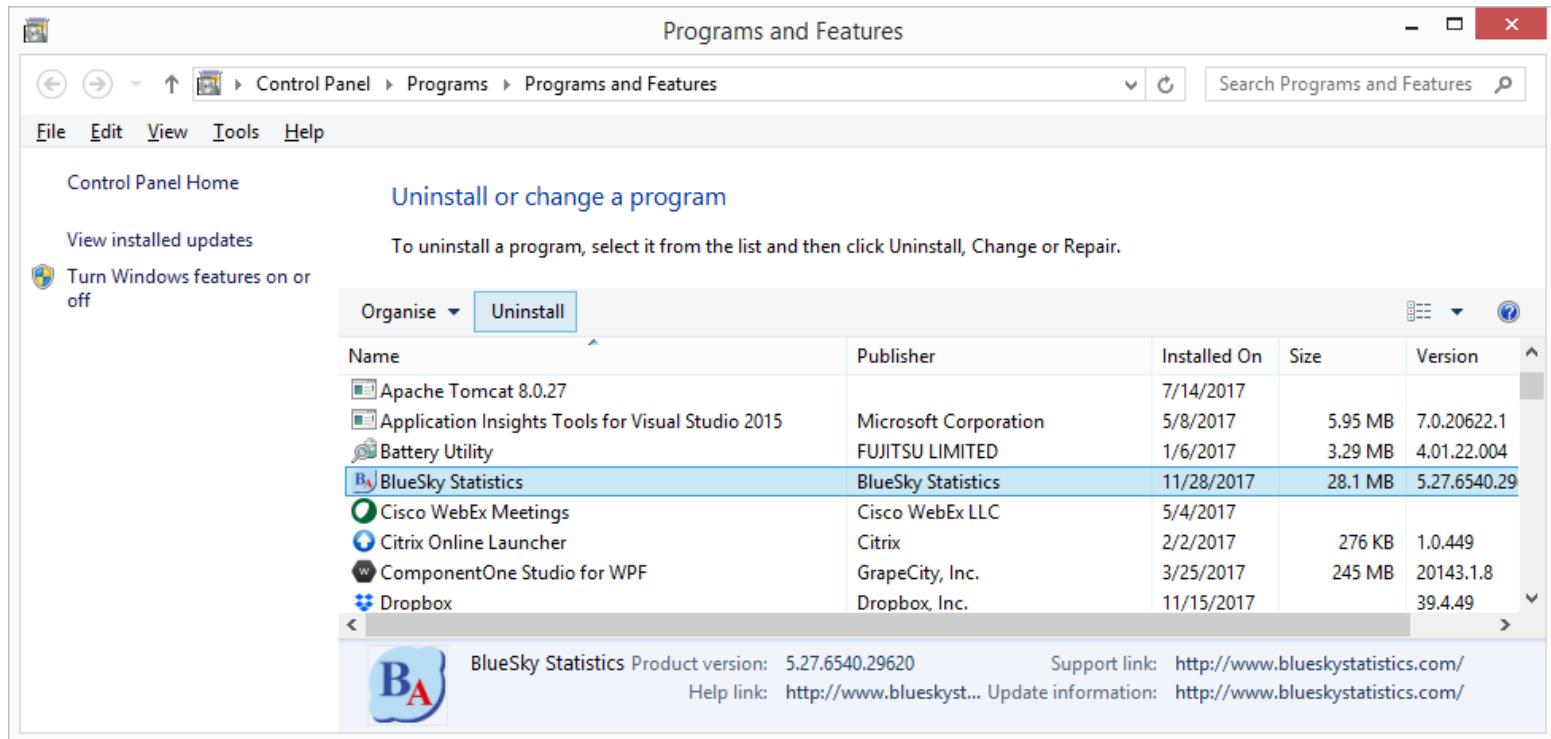 Programs and Features
Control Panel Programs Programs and Features Search Programs and Features
File Edit View Tools Help
Control Panel Home
View installed updates
Turn Windows features on or
off
Uninstall or change a program
To uninstall a program, select it from the list and then click Uninstall, Change or Repair.
Organise Uninstall
Name Publisher Installed On Size Version
Apache Tomcat 8.0.27 7/14/2017
Application Insights Tools for Visual Studio 2015 Microsoft Corporation 5/8/2017 5.95 MB 7.0.20622.1
Battery Utility FUJITSU LIMITED 1/6/2017 3.29 MB 4.01.22.004
BlueSky Statistics BlueSky Statistics 11/28/2017 28.1 MB 5.27.6540.29
Cisco WebEx Meetings Cisco WebEx LLC 5/4/2017
Citrix Online Launcher Citrix 2/2/2017 276 KB 1.0.449
ComponentOne Studio for WPF GrapeCity, Inc. 3/25/2017 245 MB 20143.1.8
Dropbox Dropbox, Inc. 11/15/2017 39.4.49
BA BlueSky Statistics Product version: 5.27.6540.29620 Support link: http://www.blueskystatistics.com/
Help link: http://www.blueskyst... Update information: http://www.blueskystatistics.com/